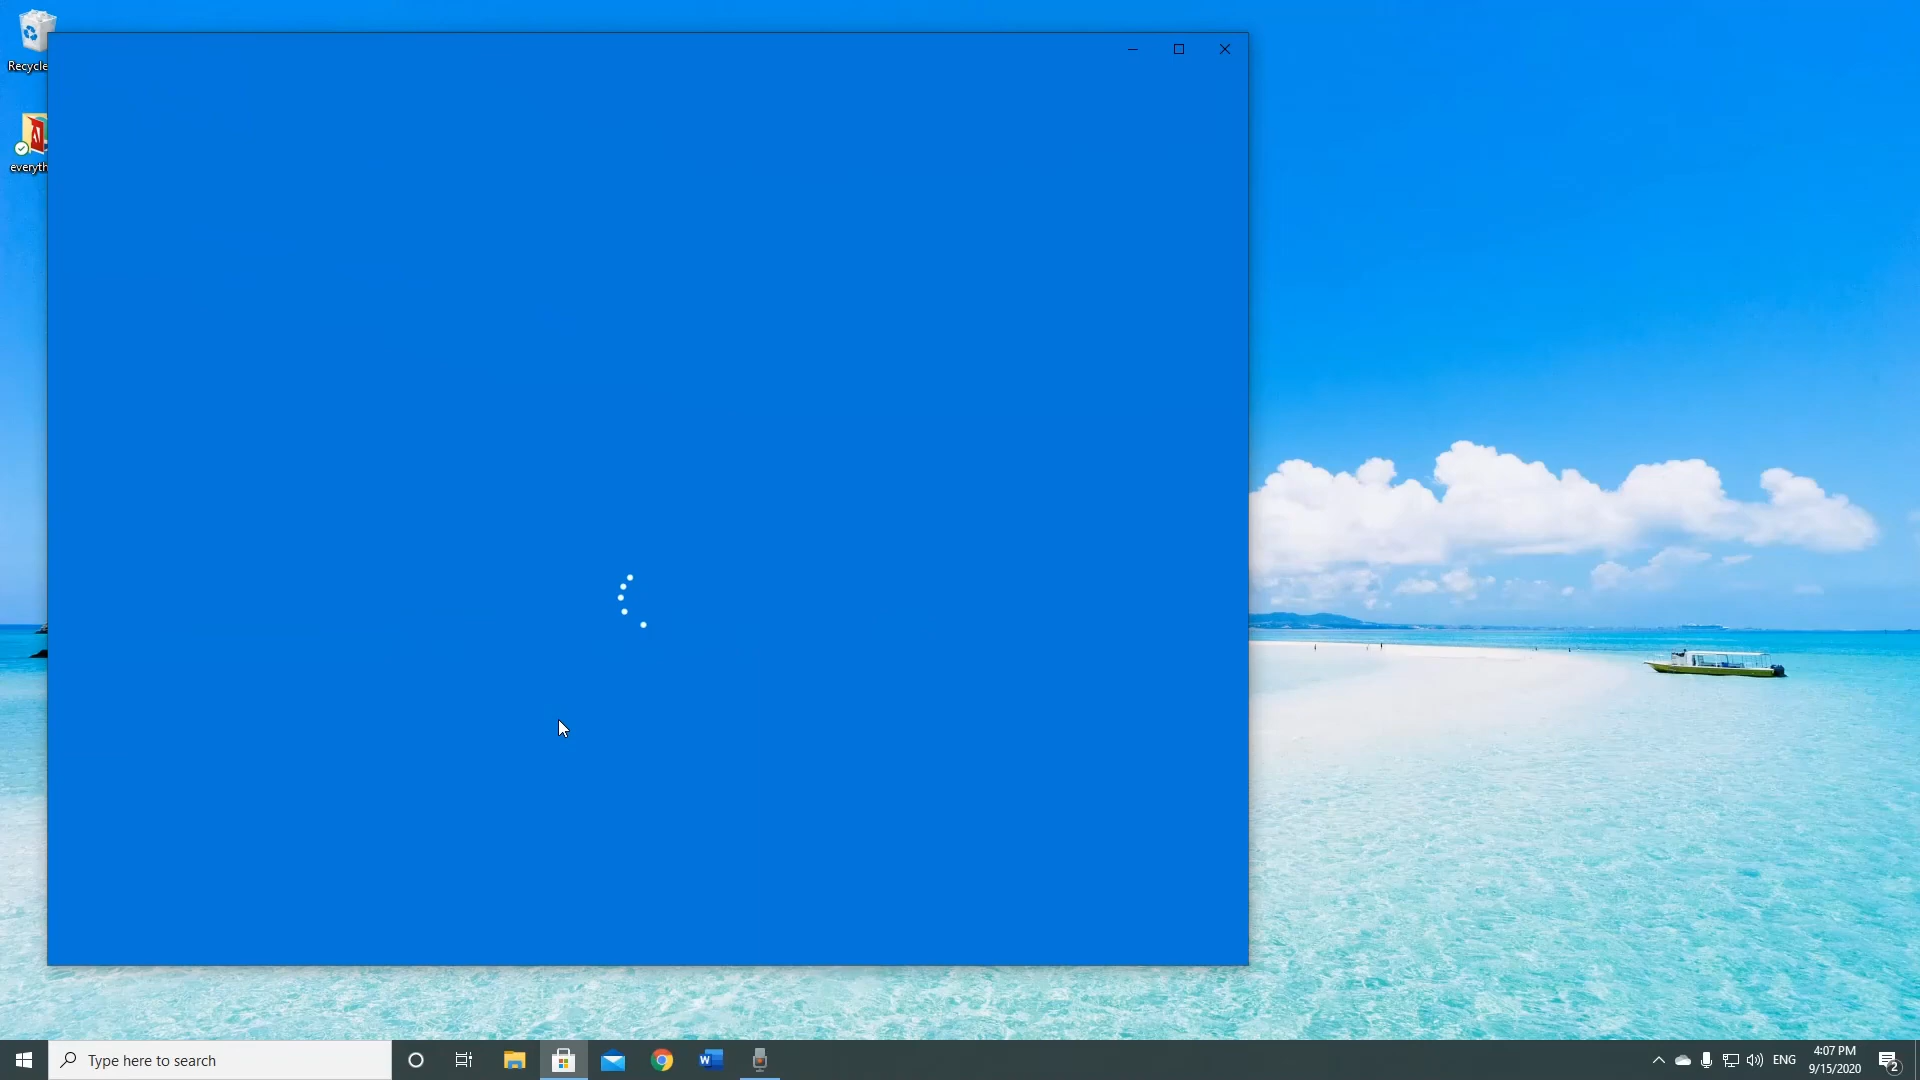 Recycle
everyth
Type here to search
W
ENG
4:07 PM
9/15/2020
2